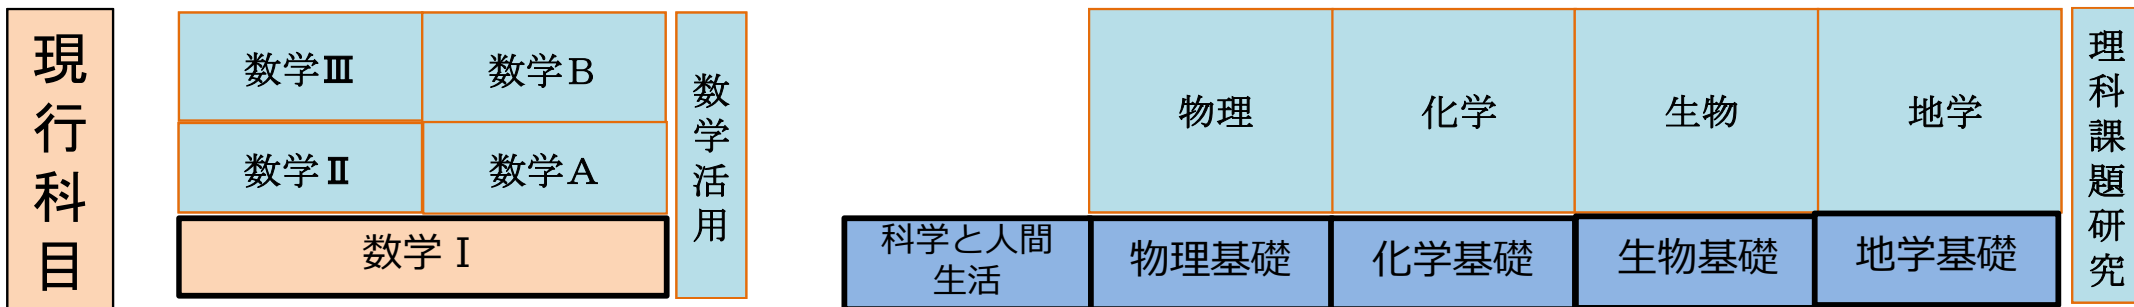 現行科目
数学Ⅲ
数学B
数学Ⅱ
数学A
数学Ⅰ
数学活用
物理
化学
生物
地学
科学と人間
生活
物理基礎
化学基礎
生物基礎
地学基礎
理科課題研究